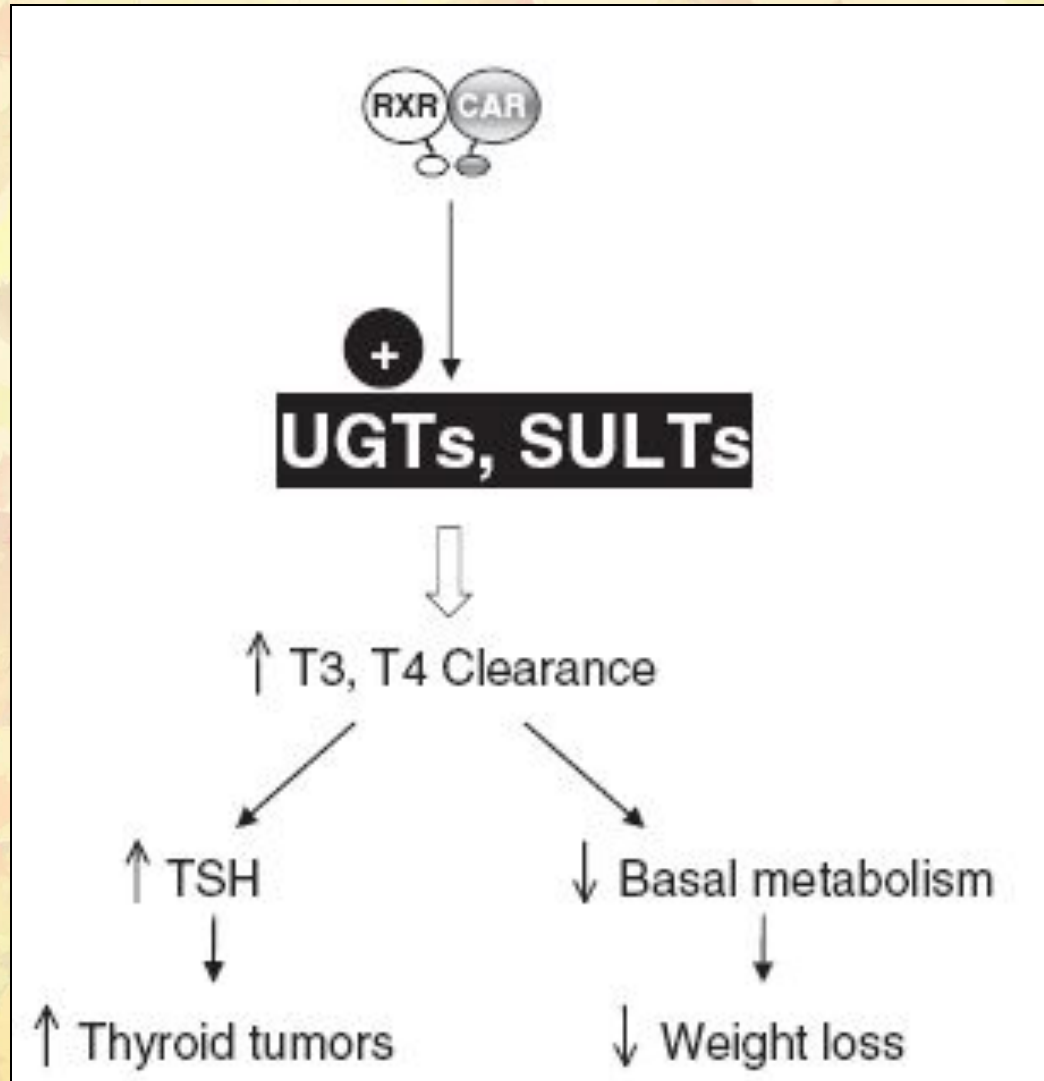 RXR CAR
+
UGTs, SULTs
↑ T3, T4 Clearance
↑ TSH
↓ Basal metabolism
↑ Thyroid tumors
↓ Weight loss